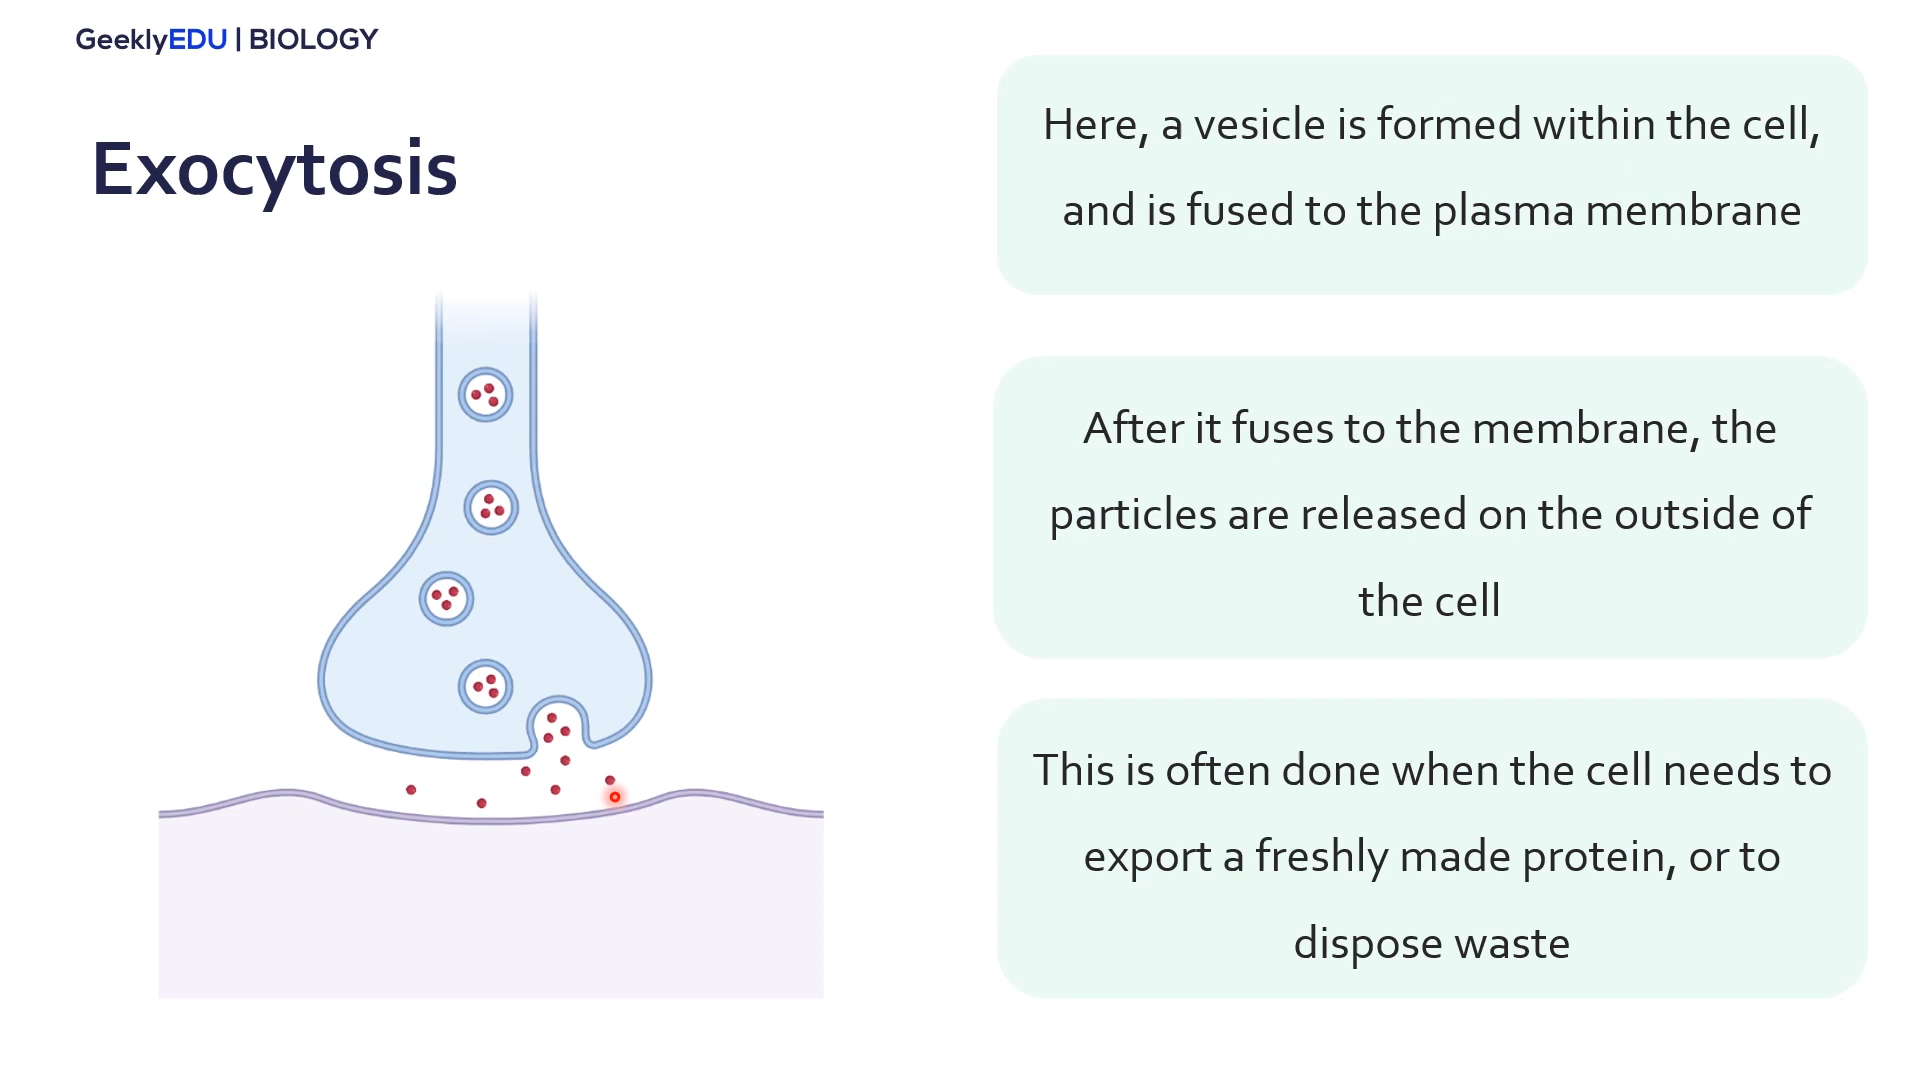 GeeklyEDU | BIOLOGY
Exocytosis
Here, a vesicle is formed within the cell,
and is fused to the plasma membrane
After it fuses to the membrane, the
particles are released on the outside of
the cell
This is often done when the cell needs to
export a freshly made protein, or to
dispose waste